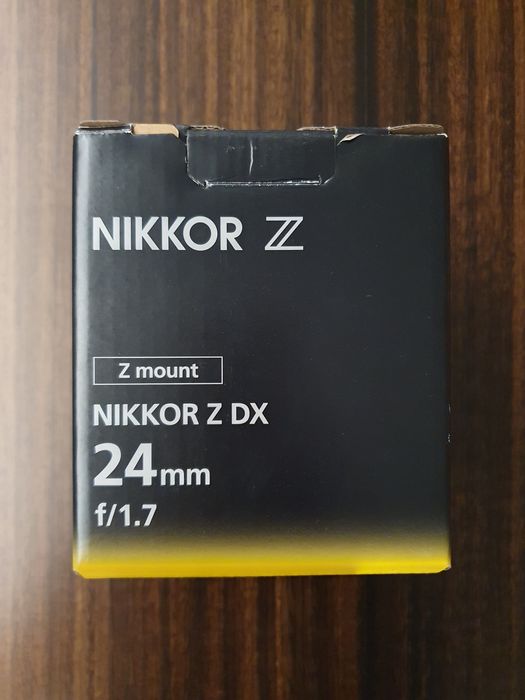 NIKKOR Z
Z mount
NIKKOR Z DX
24mm
f/1.7